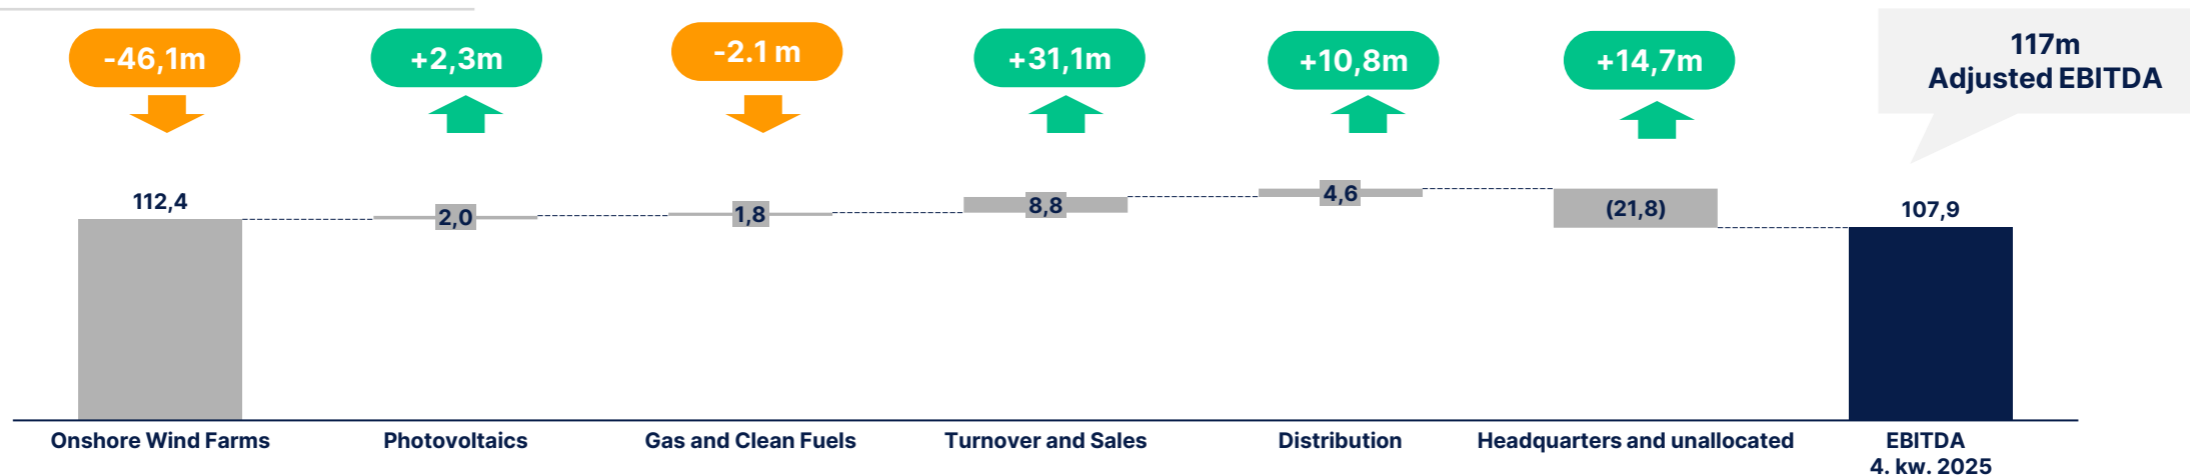 -46,1m
+2,3m
-2.1 m
+31,1m
+10,8m
+14,7m
117m
Adjusted EBITDA
112,4
2,0
1,8
8,8
4,6
(21,8)
107,9
Onshore Wind Farms
Photovoltaics
Gas and Clean Fuels
Turnover and Sales
Distribution
Headquarters and unallocated
EBITDA
4. kw. 2025